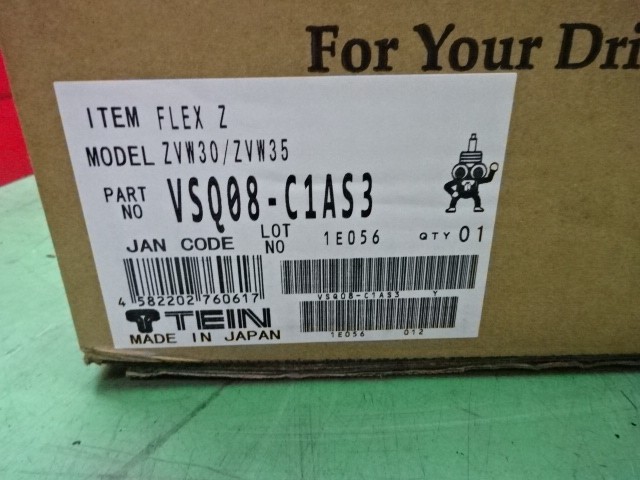 For Your Dri
ITEM FLEX Z
MODEL ZVW30/ZVW35
PART NO VSQ08-C1AS3
JAN CODE
LOT NO 1E056 QTY 01
4 582202 760617
VSQ08-C1AS3 Y
TEIN
1E056 012
MADE IN JAPAN